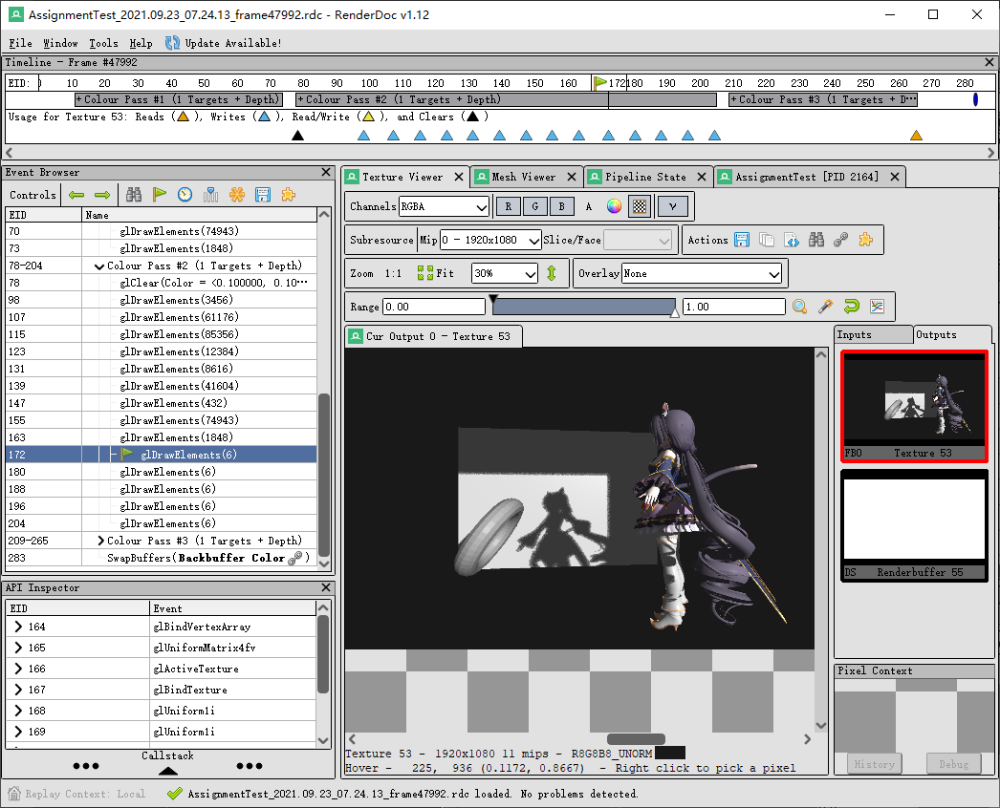 AssignmentTest_2021.09.23_07.24.13_frame47992.rdc - RenderDoc v1.12
File Window Tools Help Update Available!
Timeline - Frame #47992
EID: 10 20 30 40 50 60 70 80 90 100 110 120 130 140 150 160 172 180 190 200 210 220 230 240 250 260 270 280
+ Colour Pass #1 (1 Targets + Depth) + Colour Pass #2 (1 Targets + Depth) + Colour Pass #3 (1 Targets + D...
Usage for Texture 53: Reads ( ), Writes ( ), Read/Write ( ), and Clears ( )
Event Browser
Controls
EID Name
70 glDrawElements(74943)
73 glDrawElements(1848)
78-204 Colour Pass #2 (1 Targets + Depth)
78 glClear(Color = <0.100000, 0.10...
98 glDrawElements(3456)
107 glDrawElements(61176)
115 glDrawElements(85356)
123 glDrawElements(12384)
131 glDrawElements(8616)
139 glDrawElements(41604)
147 glDrawElements(432)
155 glDrawElements(74943)
163 glDrawElements(1848)
172 glDrawElements(6)
180 glDrawElements(6)
188 glDrawElements(6)
196 glDrawElements(6)
204 glDrawElements(6)
209-265 Colour Pass #3 (1 Targets + Depth)
283 SwapBuffers(Backbuffer Color )
API Inspector
EID Event
164 glBindVertexArray
165 glUniformMatrix4fv
166 glActiveTexture
167 glBindTexture
168 glUniform1i
169 glUniform1i
Callstack
Texture Viewer Mesh Viewer Pipeline State AssignmentTest [PID 2164]
Channels RGBA R G B A γ
Subresource Mip 0 - 1920x1080 Slice/Face Actions
Zoom 1:1 Fit 30% Overlay None
Range 0.00 1.00
Cur Output 0 - Texture 53
Texture 53 - 1920x1080 11 mips - R8G8B8_UNORM
Hover - 225, 936 (0.1172, 0.8667) - Right click to pick a pixel
Inputs Outputs
FBO Texture 53
DS Renderbuffer 55
Pixel Context
History Debug
Replay Context: Local AssignmentTest_2021.09.23_07.24.13_frame47992.rdc loaded. No problems detected.